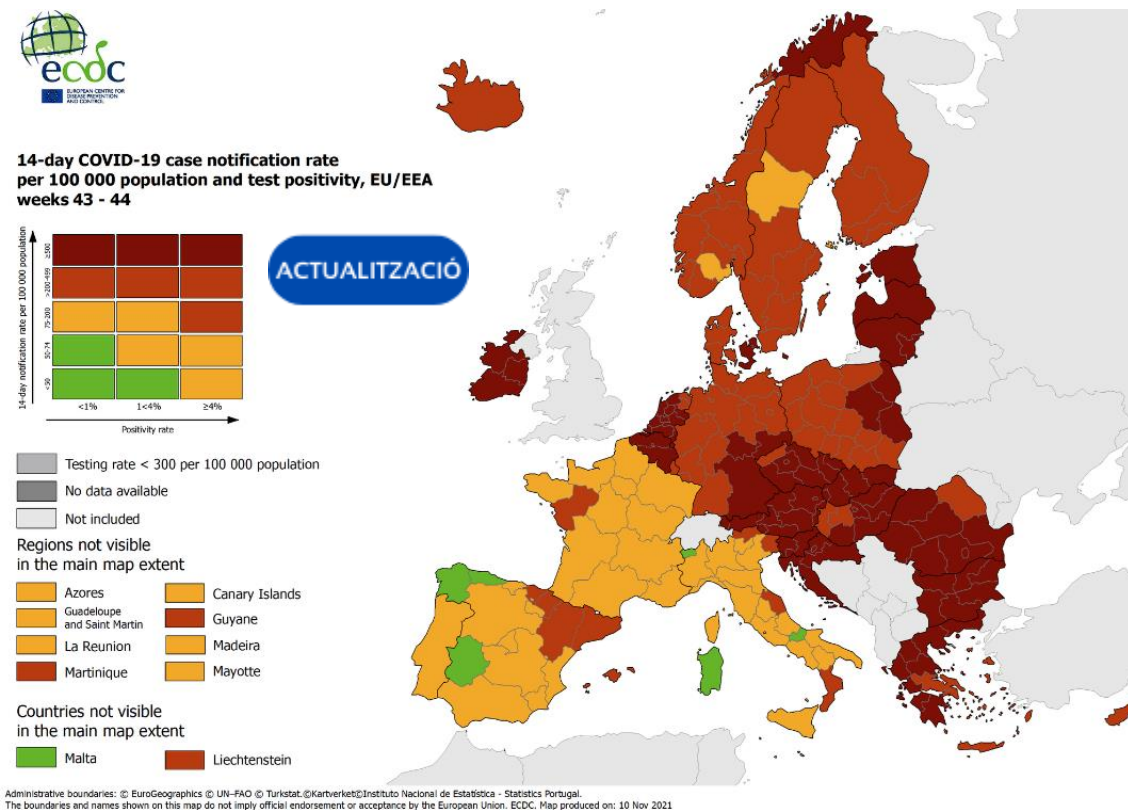 ecdc
EUROPEAN CENTRE FOR
DISEASE PREVENTION
AND CONTROL
14-day COVID-19 case notification rate
per 100 000 population and test positivity, EU/EEA
weeks 43 - 44
ACTUALITZACIÓ
14-day notification rate per 100 000 population
≥500
>200-499
75-200
50-74
<50
<1%
1<4%
≥4%
Positivity rate
Testing rate < 300 per 100 000 population
No data available
Not included
Regions not visible
in the main map extent
Azores
Canary Islands
Guadeloupe
and Saint Martin
Guyane
La Reunion
Madeira
Martinique
Mayotte
Countries not visible
in the main map extent
Malta
Liechtenstein
Administrative boundaries: © EuroGeographics © UN–FAO © Turkstat.©Kartverket©Instituto Nacional de Estatística - Statistics Portugal.
The boundaries and names shown on this map do not imply official endorsement or acceptance by the European Union. ECDC. Map produced on: 10 Nov 2021